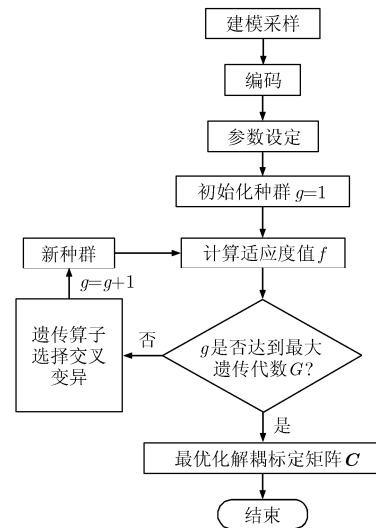 建模采样
编码
参数设定
初始化种群 g=1
新种群
计算适应度值 f
g=g+1
遗传算子
选择交叉
变异
否
g是否达到最大
遗传代数G?
是
最优化解耦标定矩阵 C
结束